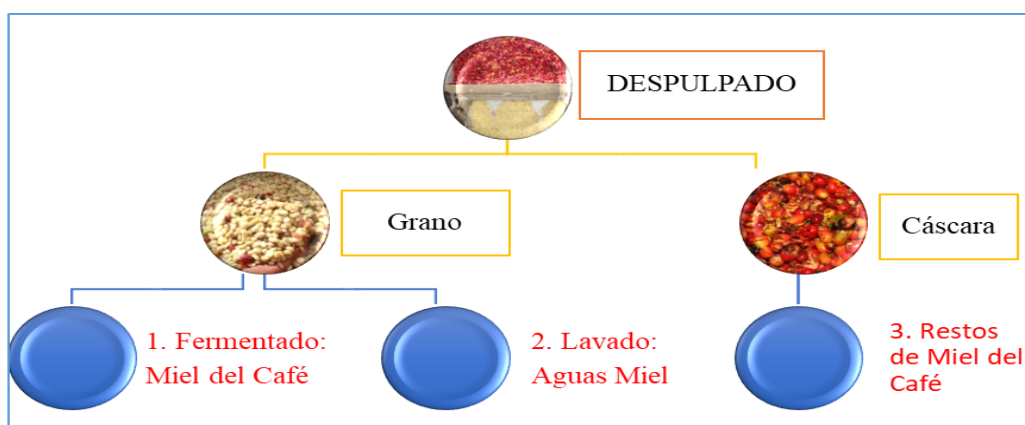 DESPULPADO
Grano
Cáscara
1. Fermentado:
Miel del Café
2. Lavado:
Aguas Miel
3. Restos
de Miel del
Café